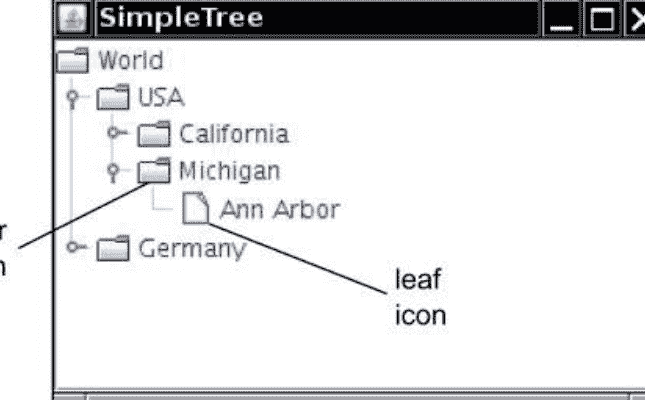 SimpleTree
World
USA
California
Michigan
Ann Arbor
Germany
leaf
icon